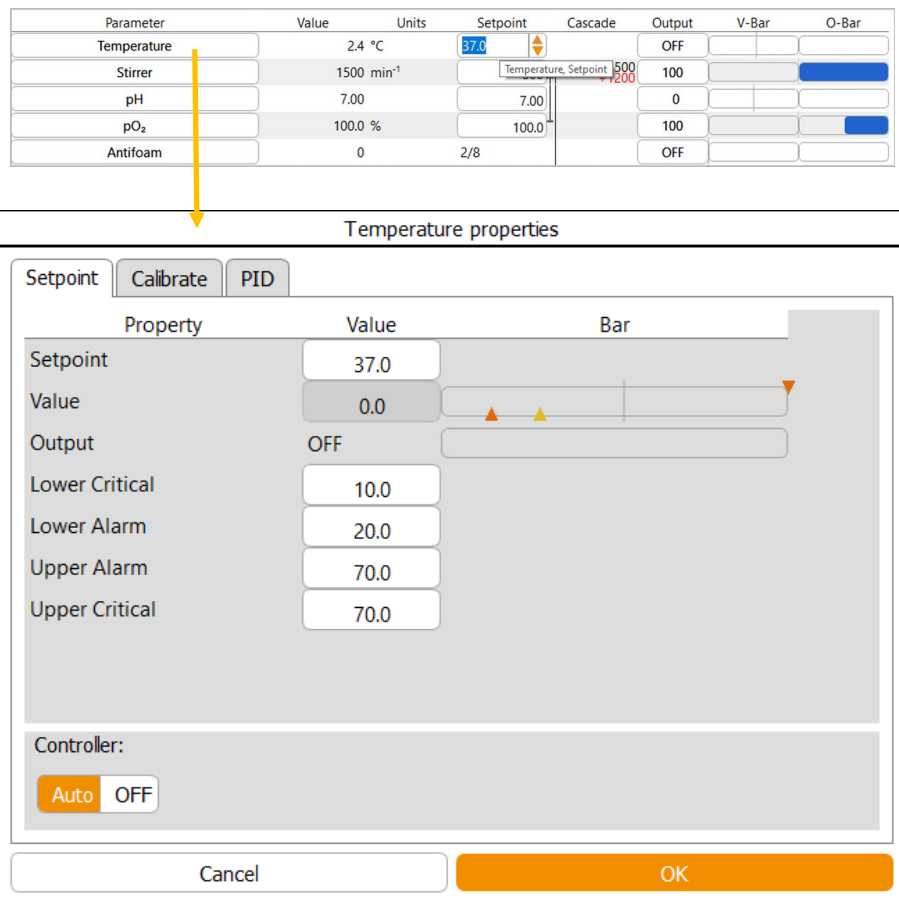 Parameter Value Units Setpoint Cascade Output V-Bar O-Bar
Temperature 2.4 °C 37.0 OFF
Stirrer 1500 min⁻¹ Temperature, Setpoint 500 100
+1200
pH 7.00 7.00 0
pO₂ 100.0 % 100.0 100
Antifoam 0 2/8 OFF
Temperature properties
Setpoint Calibrate PID
Property Value Bar
Setpoint 37.0
Value 0.0
Output OFF
Lower Critical 10.0
Lower Alarm 20.0
Upper Alarm 70.0
Upper Critical 70.0
Controller:
Auto OFF
Cancel OK